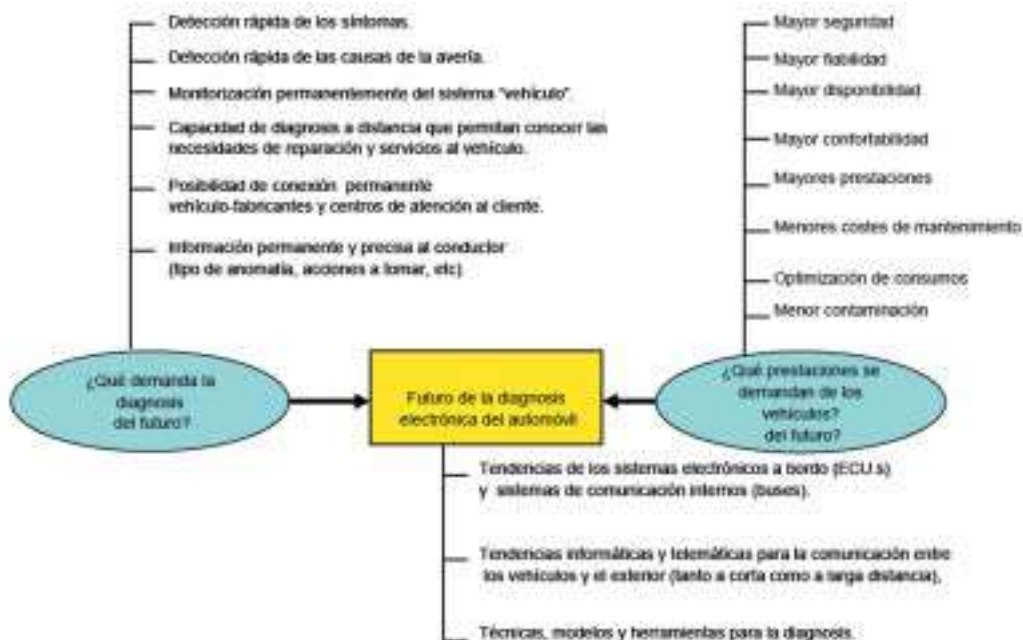 Detección rápida de los síntomas.
Detección rápida de las causas de la avería.
Monitorización permanentemente del sistema "vehículo".
Capacidad de diagnosis a distancia que permitan conocer las
necesidades de reparación y servicios al vehículo.
Posibilidad de conexión permanente
vehículo-fabricantes y centros de atención al cliente.
Información permanente y precisa al conductor
(tipo de anomalía, acciones a tomar, etc)
Mayor seguridad
Mayor fiabilidad
Mayor disponibilidad
Mayor confortabilidad
Mayores prestaciones
Menores costes de mantenimiento
Optimización de consumos
Menor contaminación
¿Qué demanda la
diagnosis
del futuro?
Futuro de la diagnosis
electrónica del automóvil
¿Qué prestaciones se
demandan de los
vehículos?
del futuro?
Tendencias de los sistemas electrónicos a bordo (ECU.s)
y sistemas de comunicación internos (buses).
Tendencias informáticas y telemáticas para la comunicación entre
los vehículos y el exterior (tanto a corta como a larga distancia),
Técnicas, modelos y herramientas para la diagnosis.